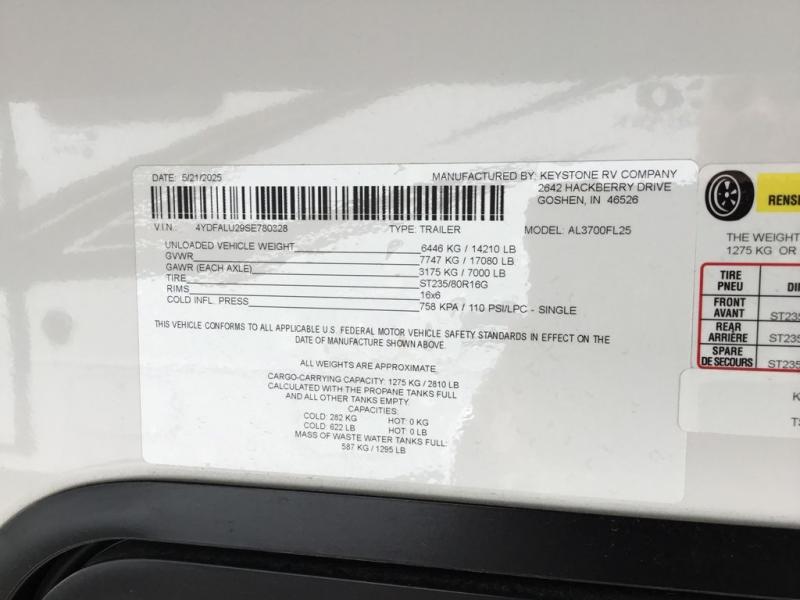 DATE: 5/21/2025
MANUFACTURED BY: KEYSTONE RV COMPANY
2642 HACKBERRY DRIVE
GOSHEN, IN 46526
V.I.N. 4YDFALU29SE780328 TYPE: TRAILER MODEL: AL3700FL25
UNLOADED VEHICLE WEIGHT 6446 KG / 14210 LB
GVWR 7747 KG / 17080 LB
GAWR (EACH AXLE) 3175 KG / 7000 LB
TIRE ST235/80R16G
RIMS 16x6
COLD INFL. PRESS 758 KPA / 110 PSI/LPC - SINGLE
THIS VEHICLE CONFORMS TO ALL APPLICABLE U.S. FEDERAL MOTOR VEHICLE SAFETY STANDARDS IN EFFECT ON THE
DATE OF MANUFACTURE SHOWN ABOVE.
ALL WEIGHTS ARE APPROXIMATE.
CARGO-CARRYING CAPACITY: 1275 KG / 2810 LB
CALCULATED WITH THE PROPANE TANKS FULL
AND ALL OTHER TANKS EMPTY.
CAPACITIES:
COLD: 282 KG HOT: 0 KG
COLD: 622 LB HOT: 0 LB
MASS OF WASTE WATER TANKS FULL:
587 KG / 1295 LB
RENSE
THE WEIGHT
1275 KG OR
TIRE
PNEU
DI
FRONT
AVANT
ST235
REAR
ARRIÈRE
ST235
SPARE
DE SECOURS
ST235
K